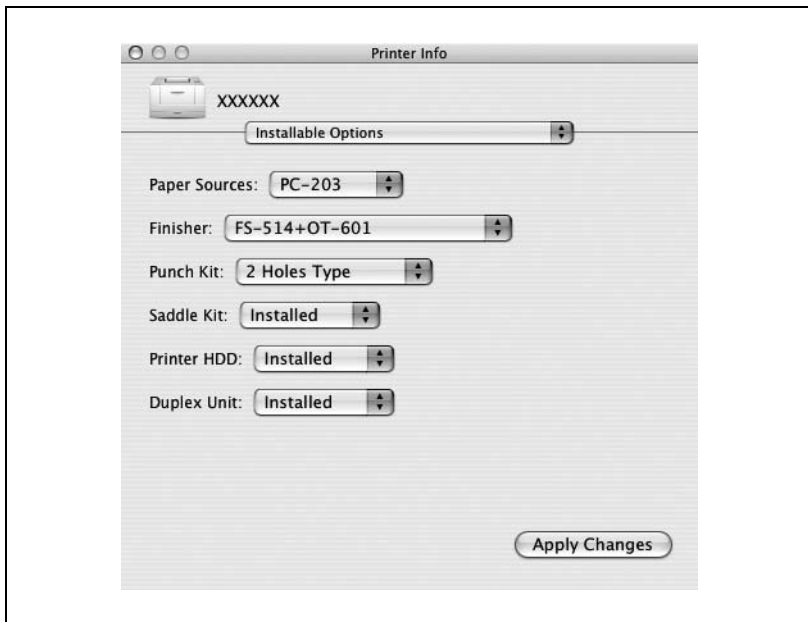 Printer Info
XXXXXX
Installable Options
Paper Sources: PC-203
Finisher: FS-514+OT-601
Punch Kit: 2 Holes Type
Saddle Kit: Installed
Printer HDD: Installed
Duplex Unit: Installed
Apply Changes